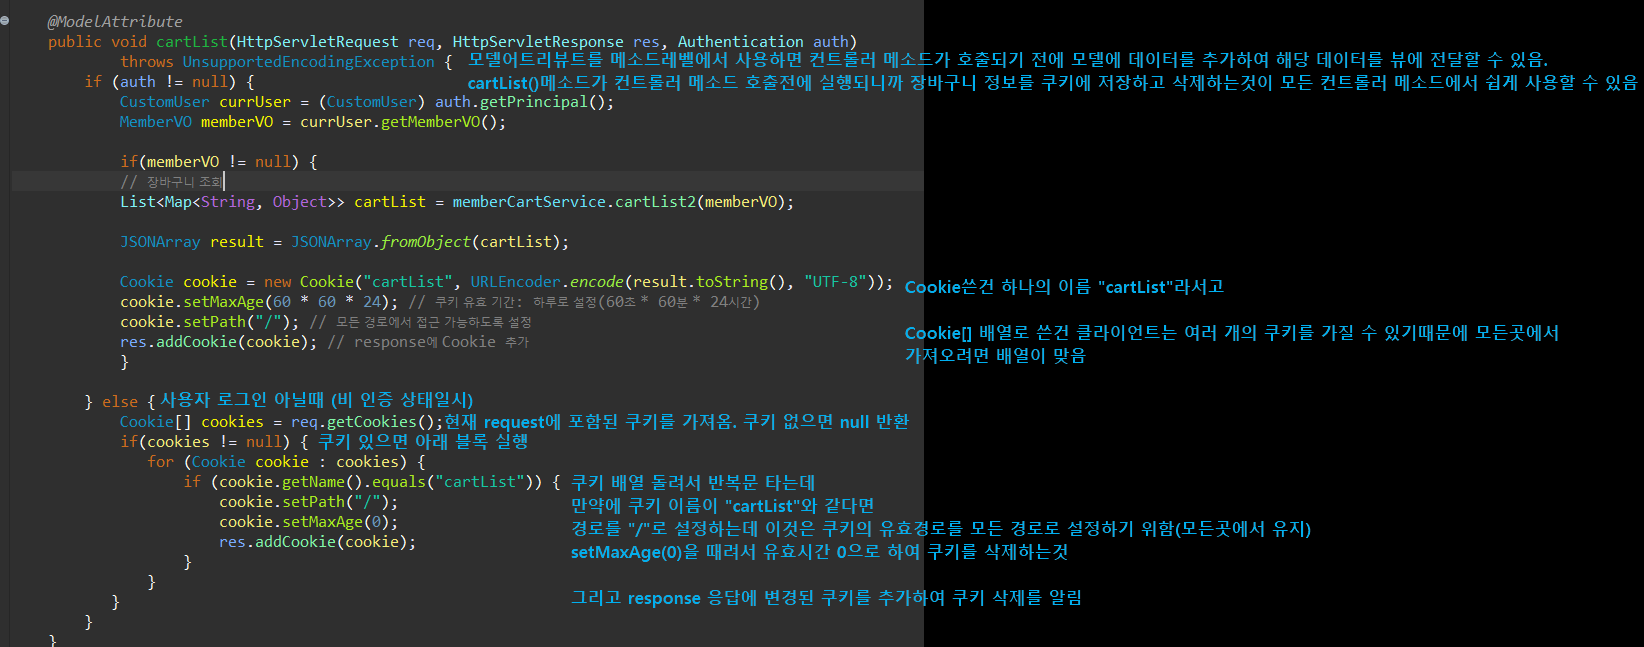 @ModelAttribute
public void cartList(HttpServletRequest req, HttpServletResponse res, Authentication auth)
throws UnsupportedEncodingException { 모델어트리뷰트를 메소드레벨에서 사용하면 컨트롤러 메소드가 호출되기 전에 모델에 데이터를 추가하여 해당 데이터를 뷰에 전달할 수 있음.
if (auth != null) { cartList()메소드가 컨트롤러 메소드 호출전에 실행되니까 장바구니 정보를 쿠키에 저장하고 삭제하는것이 모든 컨트롤러 메소드에서 쉽게 사용할 수 있음
CustomUser currUser = (CustomUser) auth.getPrincipal();
MemberVO memberVO = currUser.getMemberVO();
if(memberVO != null) {
// 장바구니 조회
List<Map<String, Object>> cartList = memberCartService.cartList2(memberVO);
JSONArray result = JSONArray.fromObject(cartList);
Cookie cookie = new Cookie("cartList", URLEncoder.encode(result.toString(), "UTF-8")); Cookie쓴건 하나의 이름 "cartList"라서고
cookie.setMaxAge(60 * 60 * 24); // 쿠키 유효 기간: 하루로 설정(60초 * 60분 * 24시간)
cookie.setPath("/"); // 모든 경로에서 접근 가능하도록 설정 Cookie[] 배열로 쓴건 클라이언트는 여러 개의 쿠키를 가질 수 있기때문에 모든곳에서
res.addCookie(cookie); // response에 Cookie 추가 가져오려면 배열이 맞음
}
} else { 사용자 로그인 아닐때 (비 인증 상태일시)
Cookie[] cookies = req.getCookies();현재 request에 포함된 쿠키를 가져옴. 쿠키 없으면 null 반환
if(cookies != null) { 쿠키 있으면 아래 블록 실행
for (Cookie cookie : cookies) {
if (cookie.getName().equals("cartList")) { 쿠키 배열 돌려서 반복문 타는데
cookie.setPath("/"); 만약에 쿠키 이름이 "cartList"와 같다면
cookie.setMaxAge(0); 경로를 "/"로 설정하는데 이것은 쿠키의 유효경로를 모든 경로로 설정하기 위함(모든곳에서 유지)
res.addCookie(cookie); setMaxAge(0)을 때려서 유효시간 0으로 하여 쿠키를 삭제하는것
}
}
그리고 response 응답에 변경된 쿠키를 추가하여 쿠키 삭제를 알림
}
}
}